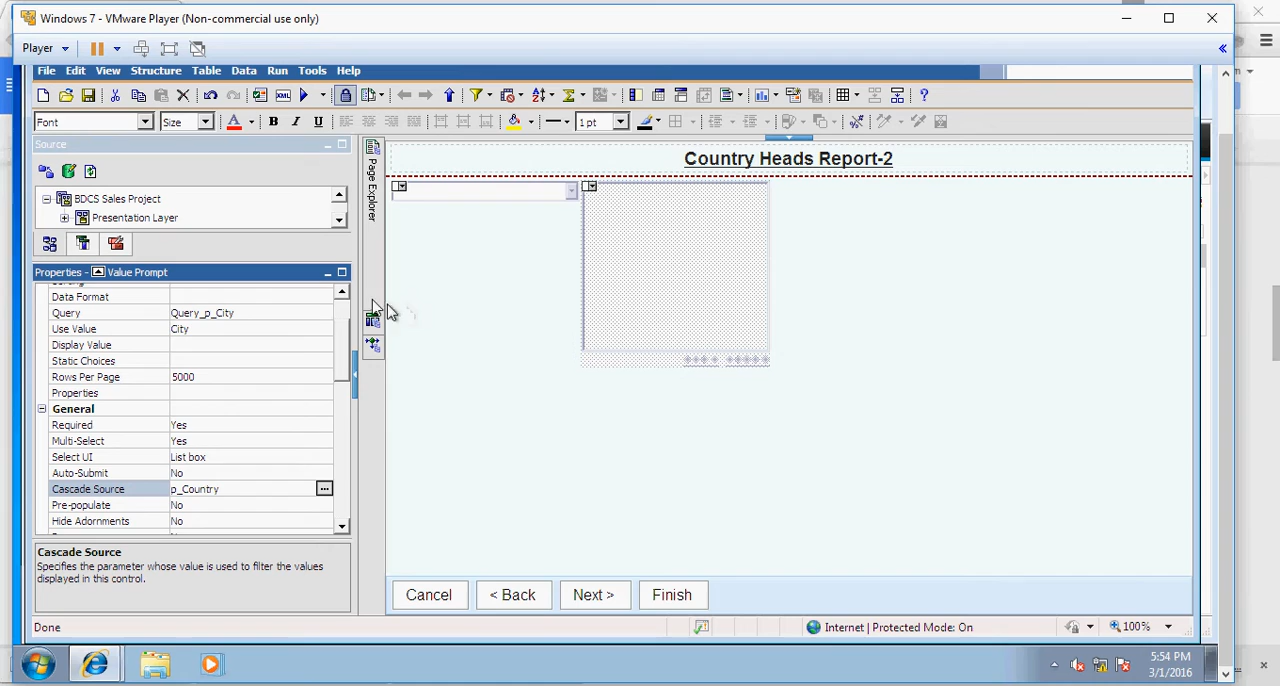 Windows 7 - VMware Player (Non-commercial use only)
Player
File Edit View Structure Table Data Run Tools Help
Font Size 1 pt
Source
BDCS Sales Project
Presentation Layer
Properties - Value Prompt
Data Format
Query Query_p_City
Use Value City
Display Value
Static Choices
Rows Per Page 5000
Properties
General
Required Yes
Multi-Select Yes
Select UI List box
Auto-Submit No
Cascade Source p_Country ...
Pre-populate No
Hide Adornments No
Cascade Source
Specifies the parameter whose value is used to filter the values
displayed in this control.
Page Explorer
Country Heads Report-2
Cancel < Back Next > Finish
Done Internet | Protected Mode: On 100%
5:54 PM
3/1/2016